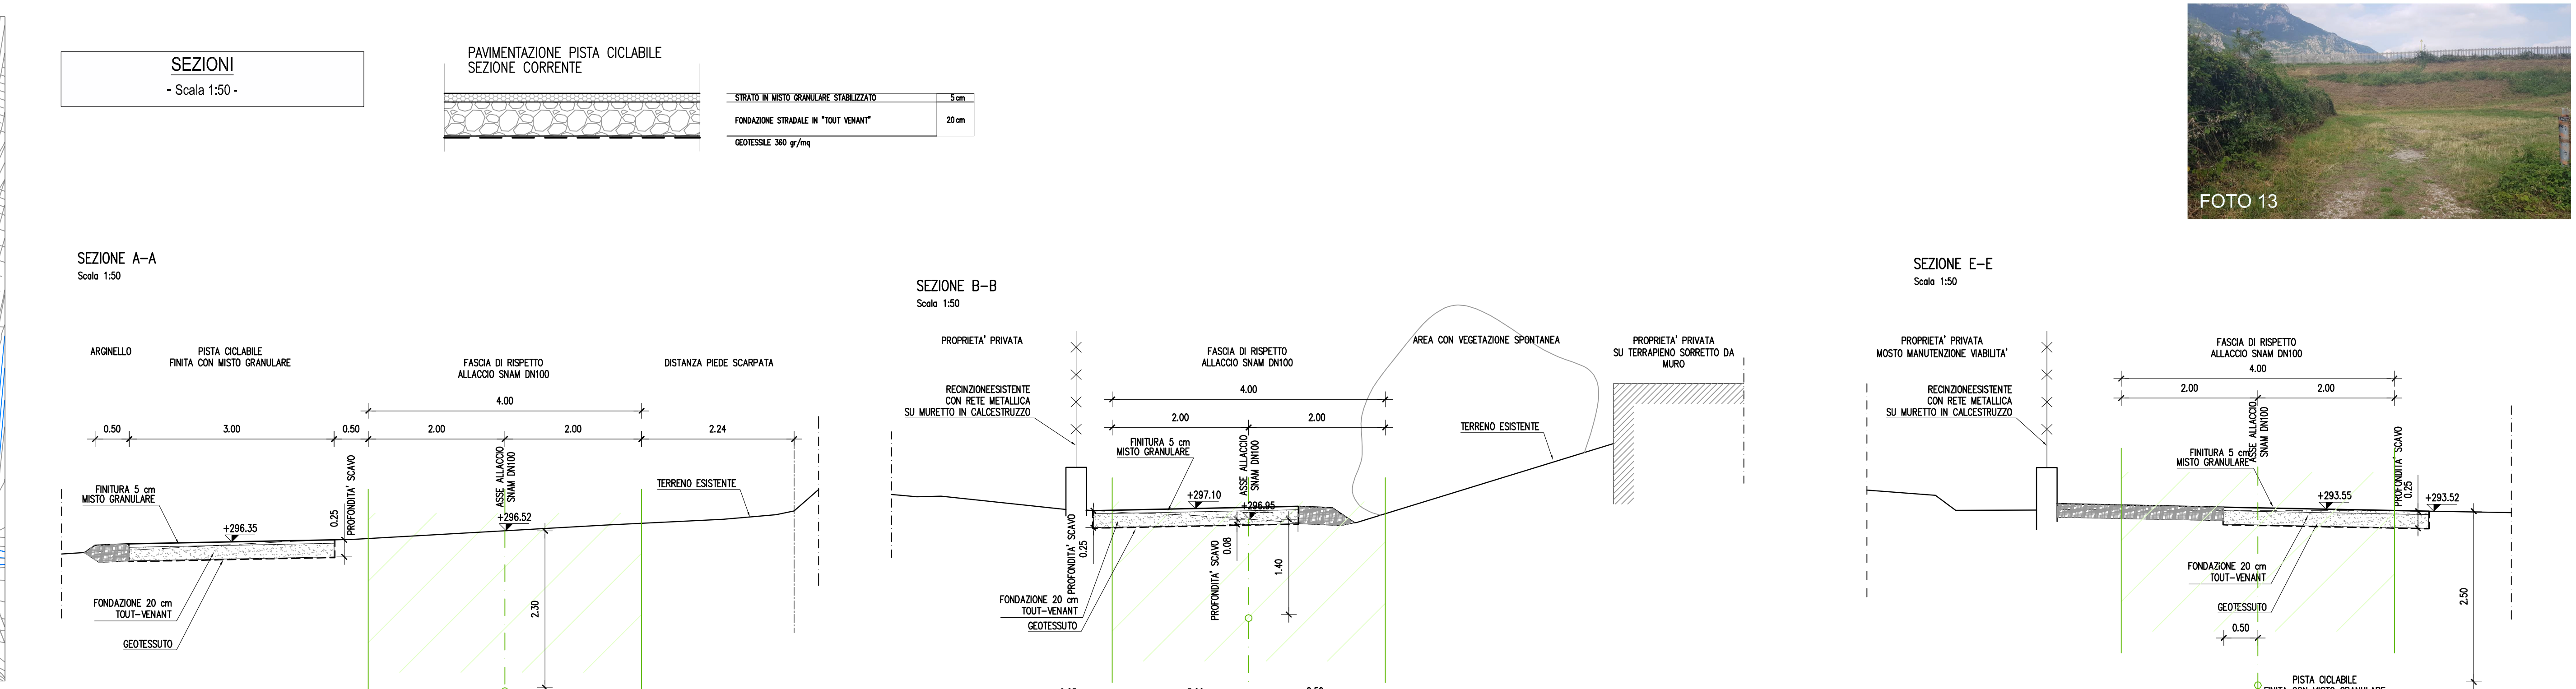 SEZIONI
- Scala 1:50 -
PAVIMENTAZIONE PISTA CICLABILE
SEZIONE CORRENTE
STRATO IN MISTO GRANULARE STABILIZZATO 5 cm
FONDAZIONE STRADALE IN "TOUT VENANT" 20 cm
GEOTESSILE 360 gr/mq
FOTO 13
SEZIONE A-A
Scala 1:50
ARGINELLO
PISTA CICLABILE
FINITA CON MISTO GRANULARE
FASCIA DI RISPETTO
ALLACCIO SNAM DN100
DISTANZA PIEDE SCARPATA
4.00
0.50 3.00 0.50 2.00 2.00 2.24
FINITURA 5 cm
MISTO GRANULARE
+296.35
0.25
PROFONDITA' SCAVO
ASSE ALLACCIO
SNAM DN100
+296.52
TERRENO ESISTENTE
2.30
FONDAZIONE 20 cm
TOUT-VENANT
GEOTESSUTO
SEZIONE B-B
Scala 1:50
PROPRIETA' PRIVATA
FASCIA DI RISPETTO
ALLACCIO SNAM DN100
AREA CON VEGETAZIONE SPONTANEA
PROPRIETA' PRIVATA
SU TERRAPIENO SORRETTO DA
MURO
RECINZIONEESISTENTE
CON RETE METALLICA
SU MURETTO IN CALCESTRUZZO
4.00
2.00 2.00
FINITURA 5 cm
MISTO GRANULARE
ASSE ALLACCIO
SNAM DN100
TERRENO ESISTENTE
+297.10
+296.95
0.25
PROFONDITA' SCAVO
PROFONDITA' SCAVO
0.08
1.40
FONDAZIONE 20 cm
TOUT-VENANT
GEOTESSUTO
SEZIONE E-E
Scala 1:50
PROPRIETA' PRIVATA
MOSTO MANUTENZIONE VIABILITA'
FASCIA DI RISPETTO
ALLACCIO SNAM DN100
RECINZIONEESISTENTE
CON RETE METALLICA
SU MURETTO IN CALCESTRUZZO
4.00
2.00 2.00
ASSE ALLACCIO
SNAM DN100
FINITURA 5 cm
MISTO GRANULARE
PROFONDITA' SCAVO
0.25
+293.55
+293.52
FONDAZIONE 20 cm
TOUT-VENANT
GEOTESSUTO
0.50
2.50
PISTA CICLABILE
FINITA CON MISTO GRANULARE